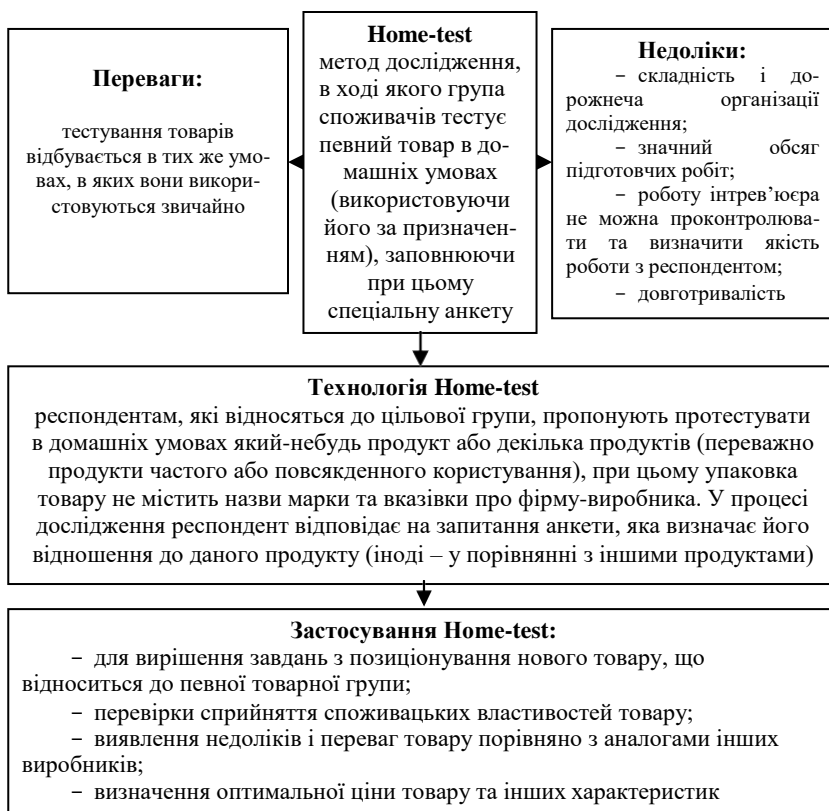 Переваги:
тестування товарів
відбувається в тих же умо-
вах, в яких вони викори-
стовуються звичайно
Home-test
метод дослідження,
в ході якого група
споживачів тестує
певний товар в до-
машніх умовах
(використовуючи
його за призначен-
ням), заповнюючи
при цьому
спеціальну анкету
Недоліки:
− складність і до-
рожнеча організації
дослідження;
− значний обсяг
підготовчих робіт;
− роботу інтрев’юєра
не можна проконтролюва-
ти та визначити якість
роботи з респондентом;
− довготривалість
Технологія Home-test
респондентам, які відносяться до цільової групи, пропонують протестувати
в домашніх умовах який-небудь продукт або декілька продуктів (переважно
продукти частого або повсякденного користування), при цьому упаковка
товару не містить назви марки та вказівки про фірму-виробника. У процесі
дослідження респондент відповідає на запитання анкети, яка визначає його
відношення до даного продукту (іноді – у порівнянні з іншими продуктами)
Застосування Home-test:
− для вирішення завдань з позиціонування нового товару, що
відноситься до певної товарної групи;
− перевірки сприйняття споживацьких властивостей товару;
− виявлення недоліків і переваг товару порівняно з аналогами інших
виробників;
− визначення оптимальної ціни товару та інших характеристик